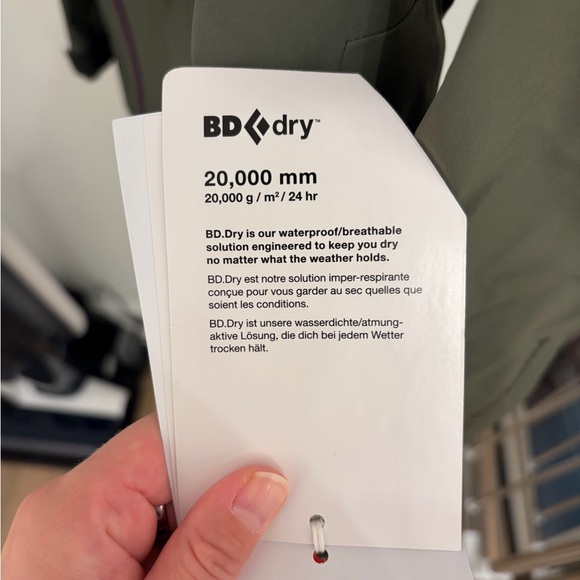 BD dry™
20,000 mm
20,000 g / m² / 24 hr
BD.Dry is our waterproof/breathable
solution engineered to keep you dry
no matter what the weather holds.
BD.Dry est notre solution imper-respirante
conçue pour vous garder au sec quelles que
soient les conditions.
BD.Dry ist unsere wasserdichte/atmung-
aktive Lösung, die dich bei jedem Wetter
trocken hält.